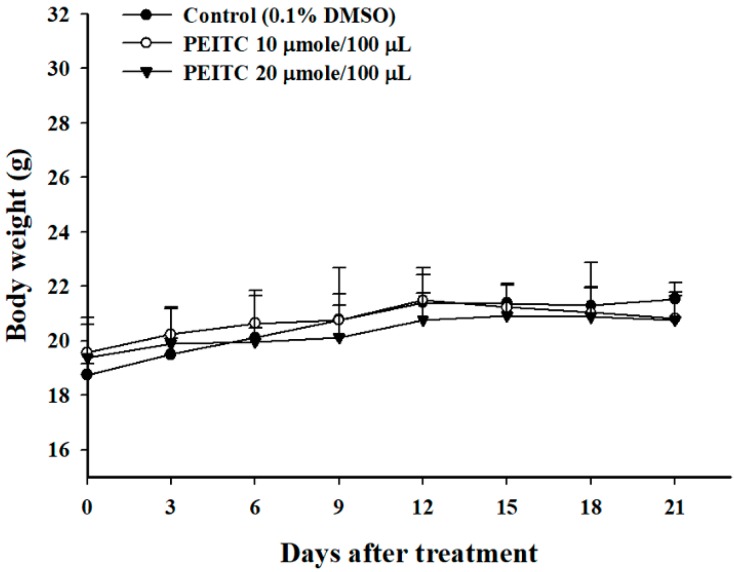 Control (0.1% DMSO)
PEITC 10 μmole/100 μL
PEITC 20 μmole/100 μL
Body weight (g)
32
30
28
26
24
22
20
18
16
0 3 6 9 12 15 18 21
Days after treatment